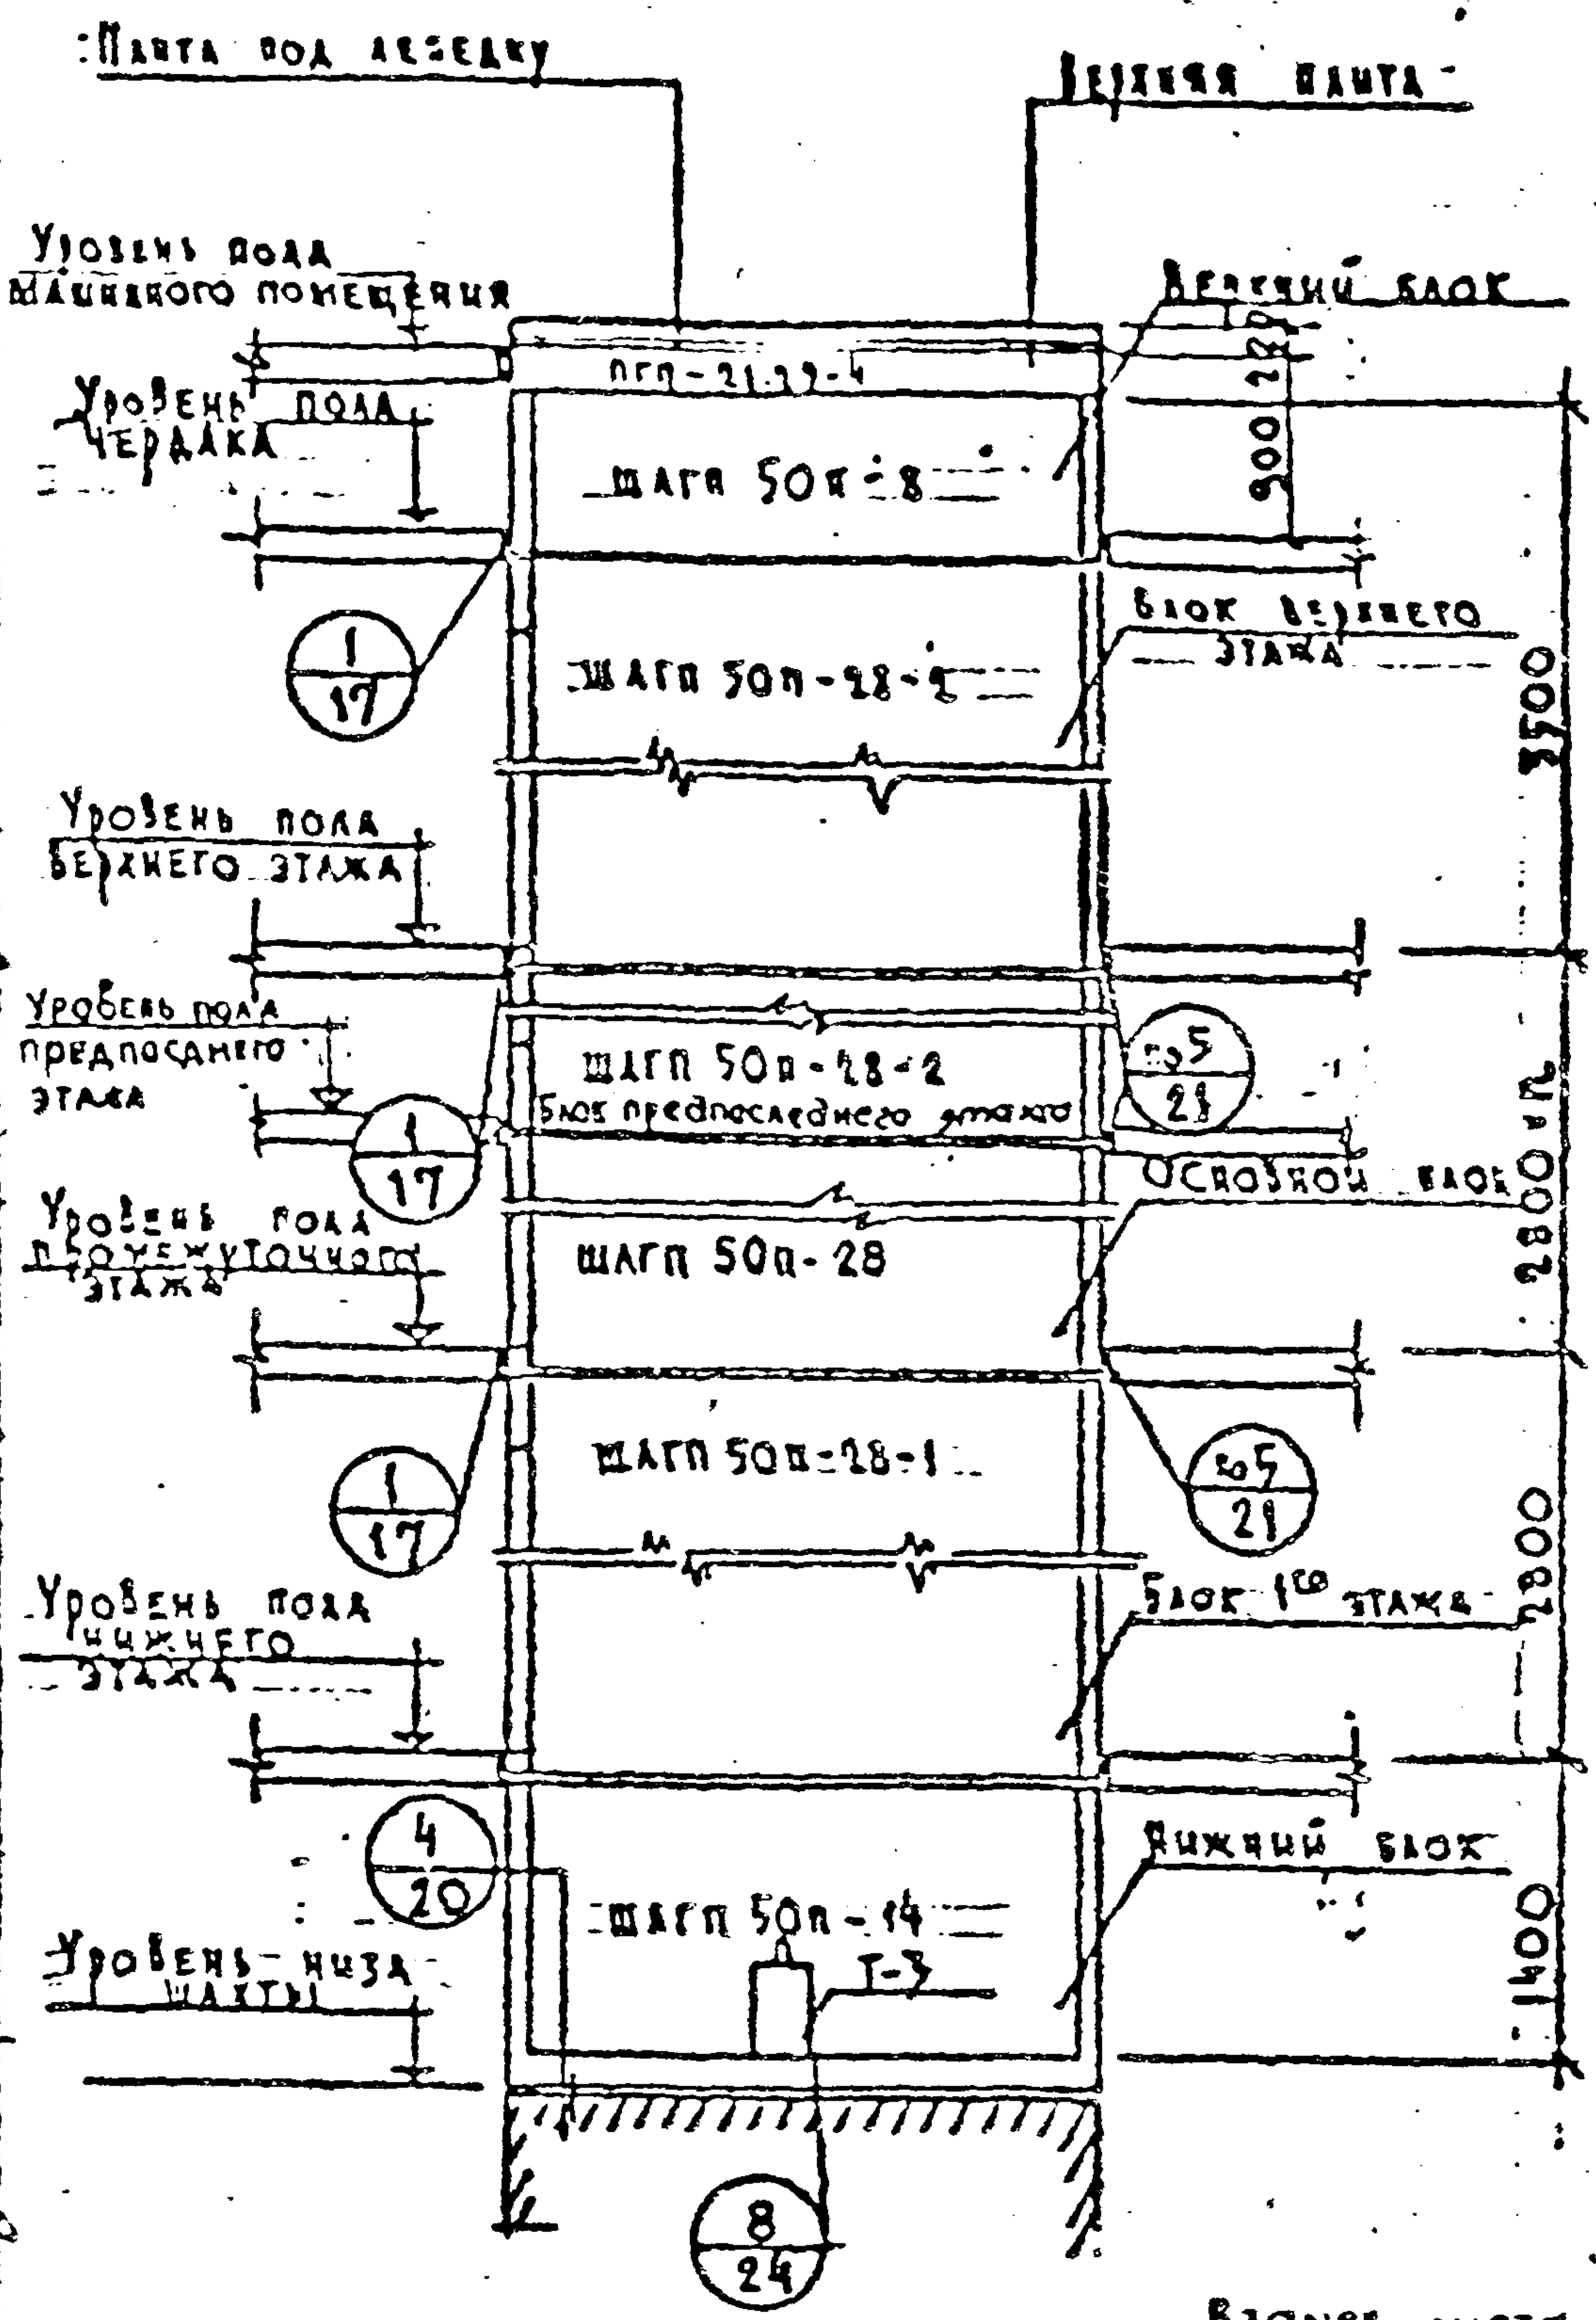 Плита под лебедку
Верхняя плита
Уровень пола
машинного помещения
Верхний блок
ПГП-21.22-4
Уровень пола
чердака
900
ШАГП 50п-8
1
17
Блок верхнего
этажа
ШАГП 50п-28-2
3500
Уровень пола
верхнего этажа
Уровень пола
предпосднего
этажа
ШАГП 50п-28-2
Блок предпоследнего этажа
5
21
1
17
2800·п
Основной блок
Уровень пола
промежуточного
этажа
ШАГП 50п-28
ШАГП 50п-28-1
1
17
5
21
2800
Блок 1го этажа
Уровень пола
нижнего
этажа
4
20
Нижний блок
ШАГП 50п-14
Т-3
1400
Уровень низа
шахты
8
24